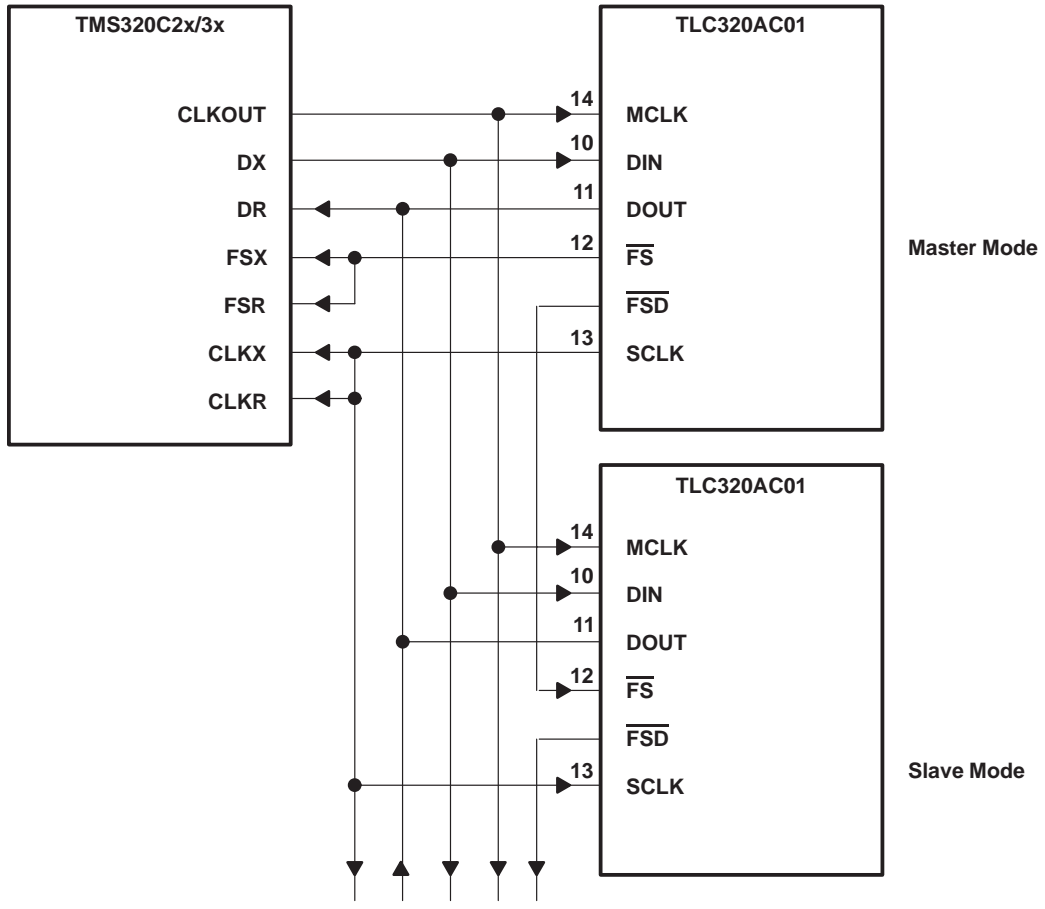 TMS320C2x/3x
CLKOUT
DX
DR
FSX
FSR
CLKX
CLKR
TLC320AC01
14
MCLK
10
DIN
11
DOUT
12
FS
FSD
13
SCLK
Master Mode
TLC320AC01
14
MCLK
10
DIN
11
DOUT
12
FS
FSD
13
SCLK
Slave Mode